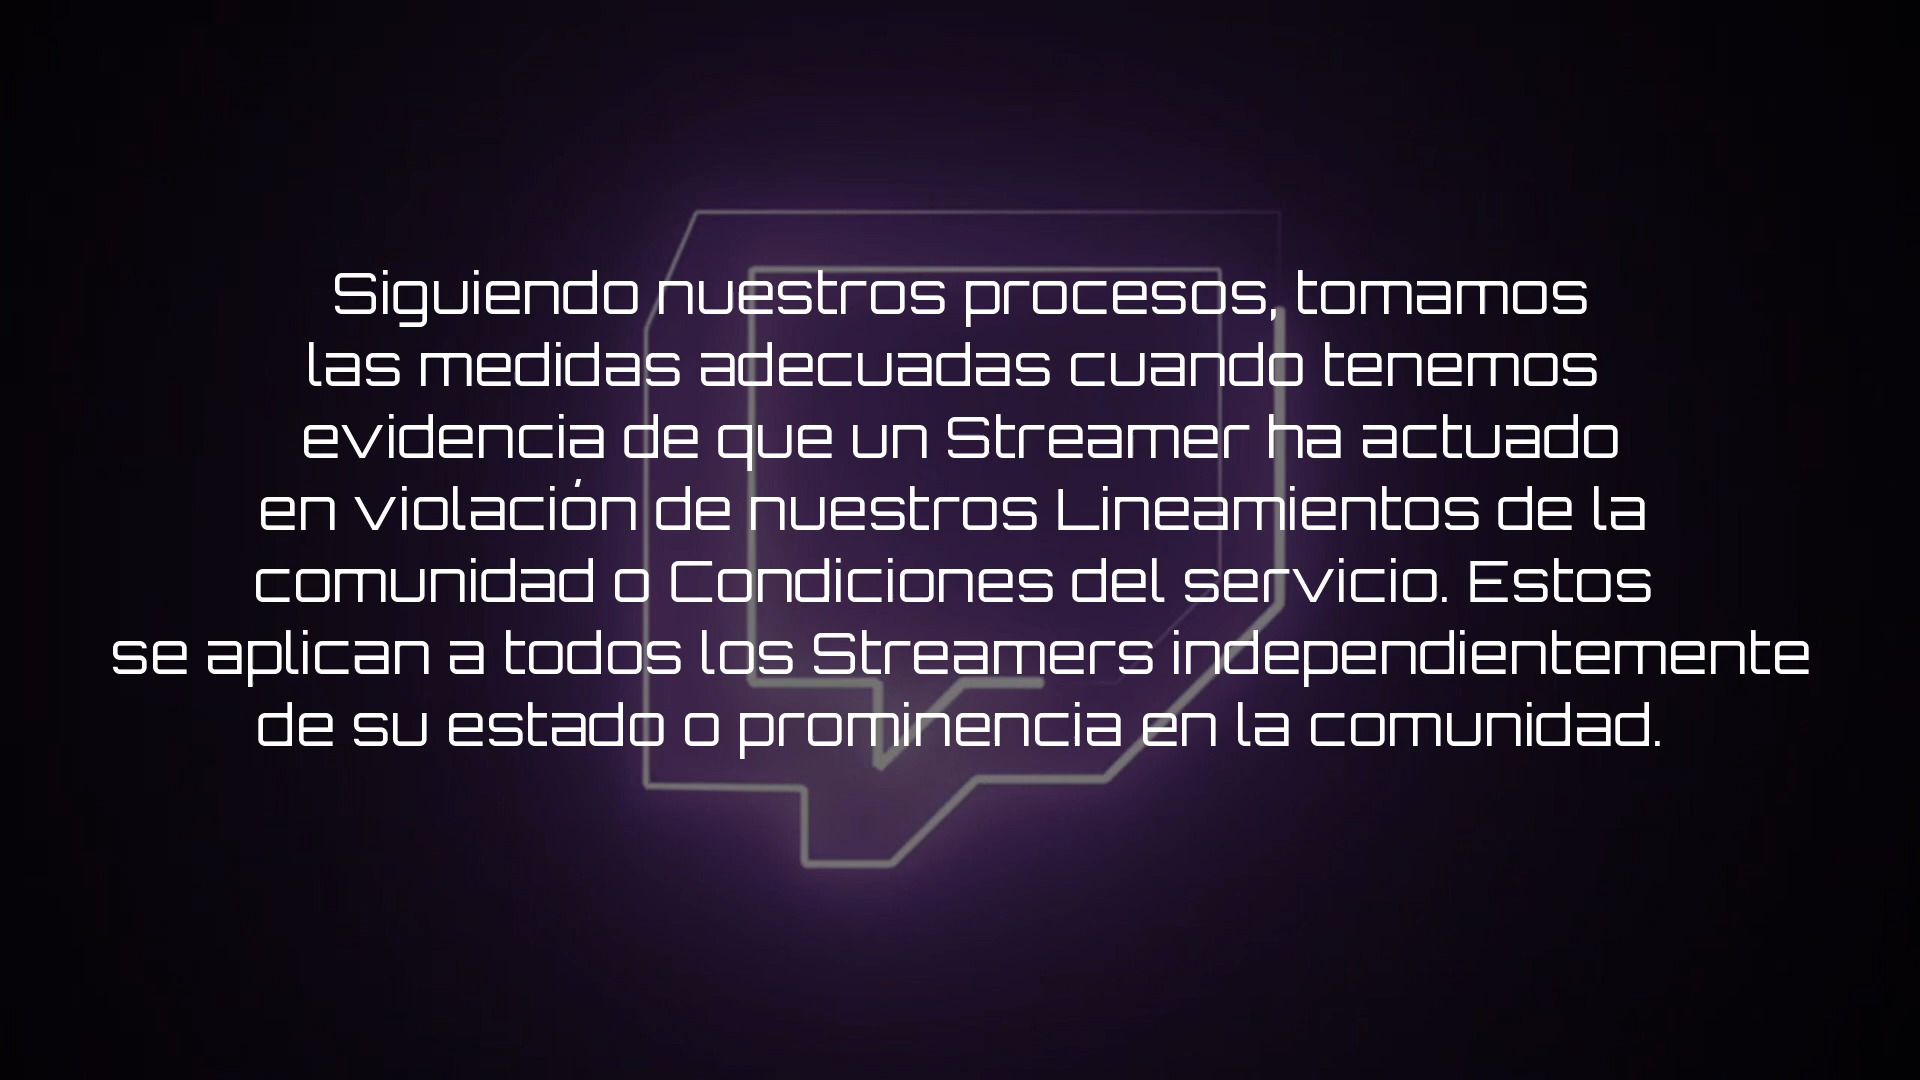 Siguiendo nuestros procesos, tomamos
las medidas adecuadas cuando tenemos
evidencia de que un Streamer ha actuado
en violación de nuestros Lineamientos de la
comunidad o Condiciones del servicio. Estos
se aplican a todos los Streamers independientemente
de su estado o prominencia en la comunidad.